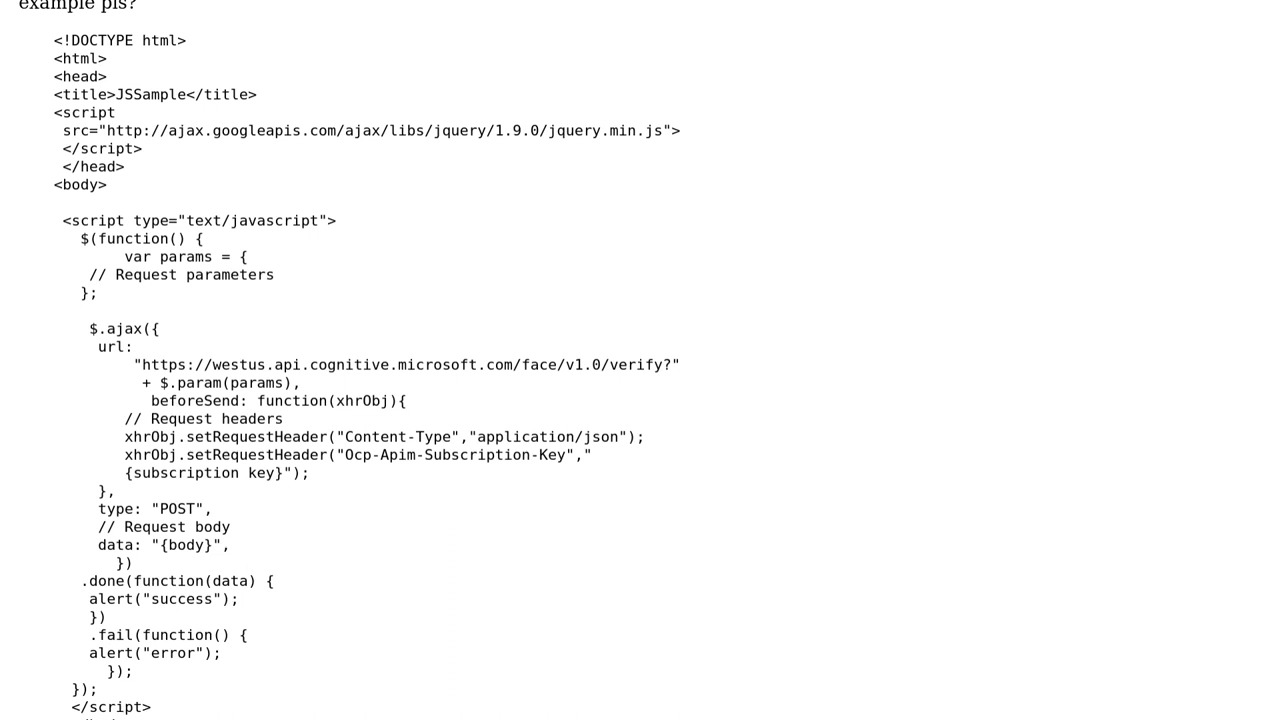 example pls?
<!DOCTYPE html>
<html>
<head>
<title>JSSample</title>
<script
src="http://ajax.googleapis.com/ajax/libs/jquery/1.9.0/jquery.min.js">
</script>
</head>
<body>
<script type="text/javascript">
$(function() {
var params = {
// Request parameters
};
$.ajax({
url:
"https://westus.api.cognitive.microsoft.com/face/v1.0/verify?"
+ $.param(params),
beforeSend: function(xhrObj){
// Request headers
xhrObj.setRequestHeader("Content-Type","application/json");
xhrObj.setRequestHeader("Ocp-Apim-Subscription-Key","
{subscription key}");
},
type: "POST",
// Request body
data: "{body}",
})
.done(function(data) {
alert("success");
})
.fail(function() {
alert("error");
});
});
</script>